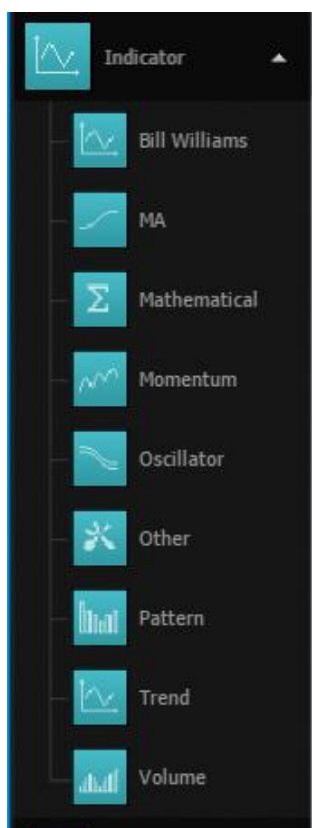 Indicator
Bill Williams
MA
Mathematical
Momentum
Oscillator
Other
Pattern
Trend
Volume